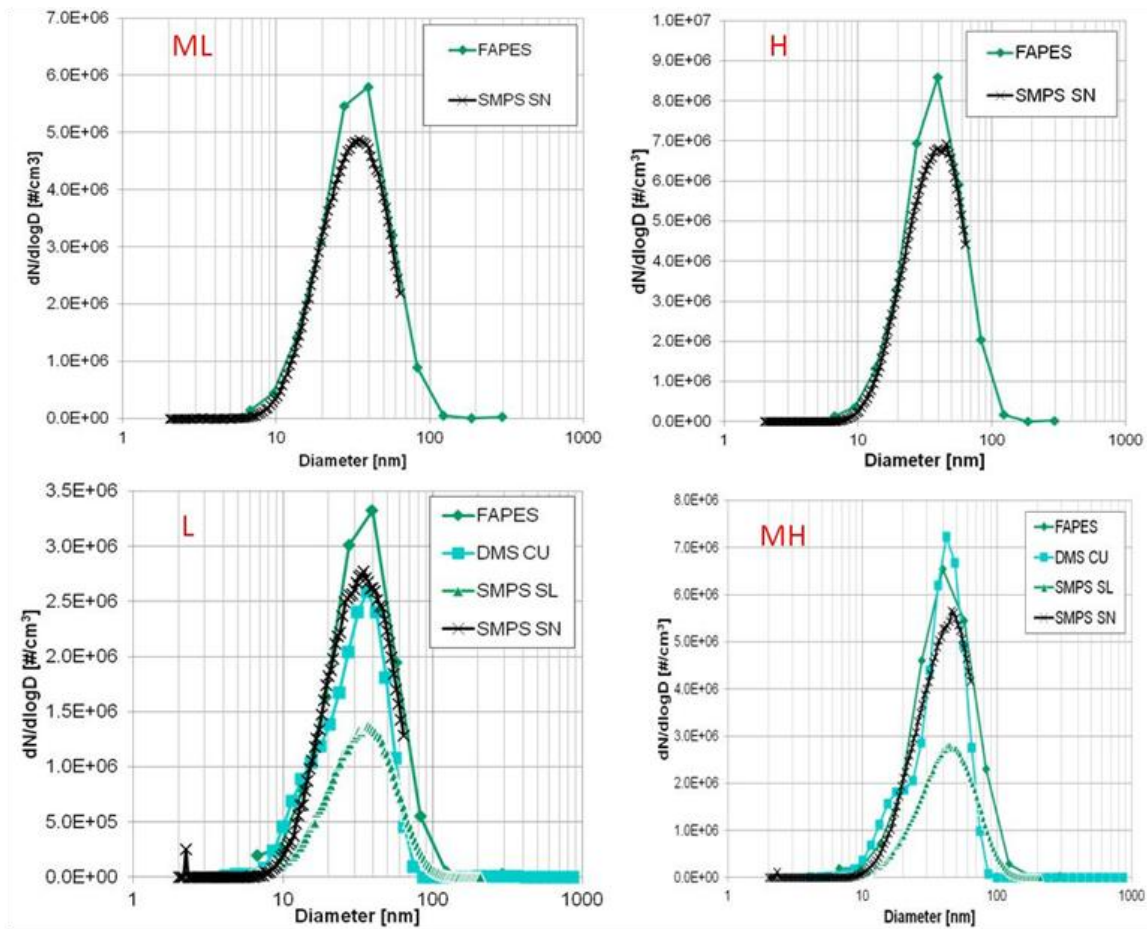 ML
dN/dlogD [#/cm3]
7.0E+06
6.0E+06
5.0E+06
4.0E+06
3.0E+06
2.0E+06
1.0E+06
0.0E+00
1
10
100
1000
Diameter [nm]
FAPES
SMPS SN
H
dN/dlogD [#/cm³]
1.0E+07
9.0E+06
8.0E+06
7.0E+06
6.0E+06
5.0E+06
4.0E+06
3.0E+06
2.0E+06
1.0E+06
0.0E+00
1
10
100
1000
Diameter [nm]
FAPES
SMPS SN
L
dN/dlogD [#/cm³]
3.5E+06
3.0E+06
2.5E+06
2.0E+06
1.5E+06
1.0E+06
5.0E+05
0.0E+00
1
10
100
1000
Diameter [nm]
FAPES
DMS CU
SMPS SL
SMPS SN
MH
dN/dlogD [#/cm³]
8.0E+06
7.0E+06
6.0E+06
5.0E+06
4.0E+06
3.0E+06
2.0E+06
1.0E+06
0.0E+00
1
10
100
1000
Diameter [nm]
FAPES
DMS CU
SMPS SL
SMPS SN